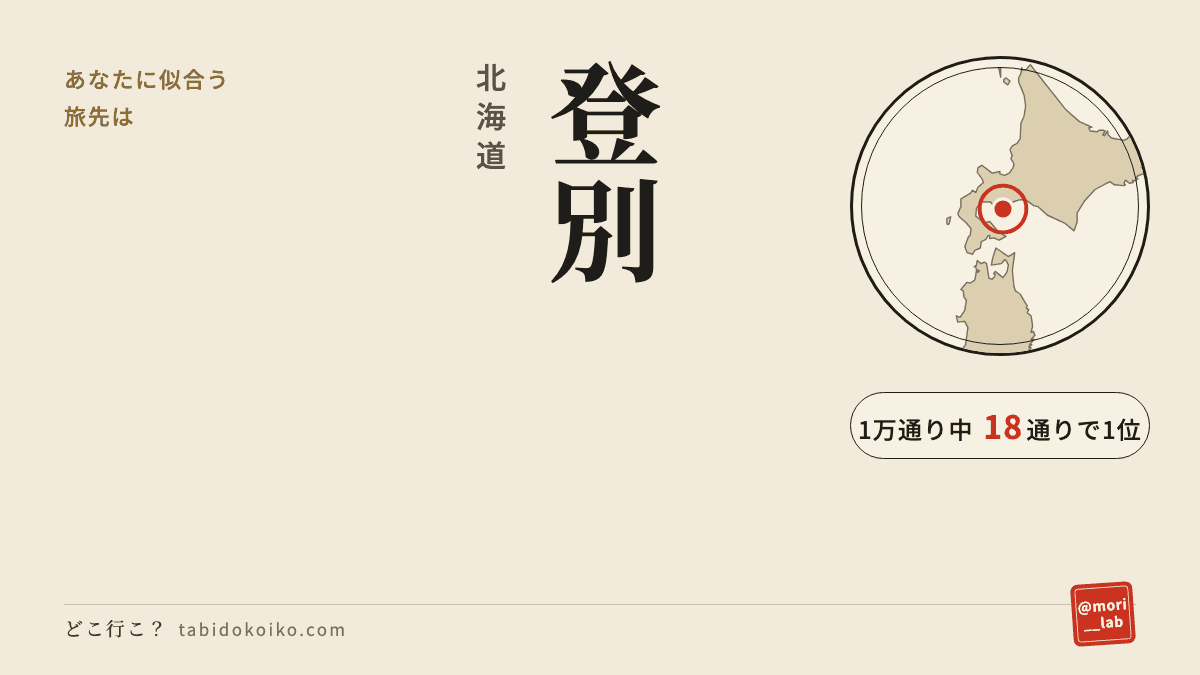 あなたに似合う
旅先は
登別
北海道
1万通り中 18通りで1位
どこ行こ？ tabidokoiko.com
@mori
__lab